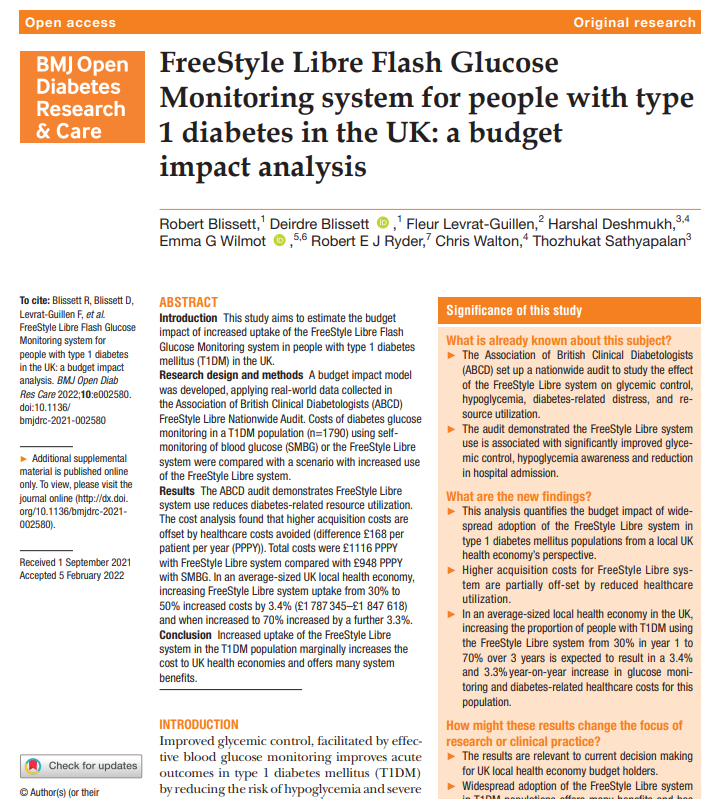 Open access
Original research
BMJ Open
Diabetes
Research
& Care
FreeStyle Libre Flash Glucose
Monitoring system for people with type
1 diabetes in the UK: a budget
impact analysis
Robert Blissett,1 Deirdre Blissett iD ,1 Fleur Levrat-Guillen,2 Harshal Deshmukh,3,4
Emma G Wilmot iD ,5,6 Robert E J Ryder,7 Chris Walton,4 Thozhukat Sathyapalan3
To cite: Blissett R, Blissett D,
Levrat-Guillen F, et al.
FreeStyle Libre Flash Glucose
Monitoring system for
people with type 1 diabetes
in the UK: a budget impact
analysis. BMJ Open Diab
Res Care 2022;10:e002580.
doi:10.1136/
bmjdrc-2021-002580
► Additional supplemental
material is published online
only. To view, please visit the
journal online (http://dx.doi.
org/10.1136/bmjdrc-2021-
002580).
Received 1 September 2021
Accepted 5 February 2022
Check for updates
© Author(s) (or their
ABSTRACT
Introduction This study aims to estimate the budget
impact of increased uptake of the FreeStyle Libre Flash
Glucose Monitoring system in people with type 1 diabetes
mellitus (T1DM) in the UK.
Research design and methods A budget impact model
was developed, applying real-world data collected in
the Association of British Clinical Diabetologists (ABCD)
FreeStyle Libre Nationwide Audit. Costs of diabetes glucose
monitoring in a T1DM population (n=1790) using self-
monitoring of blood glucose (SMBG) or the FreeStyle Libre
system were compared with a scenario with increased use
of the FreeStyle Libre system.
Results The ABCD audit demonstrates FreeStyle Libre
system use reduces diabetes-related resource utilization.
The cost analysis found that higher acquisition costs are
offset by healthcare costs avoided (difference £168 per
patient per year (PPPY)). Total costs were £1116 PPPY
with FreeStyle Libre system compared with £948 PPPY
with SMBG. In an average-sized UK local health economy,
increasing FreeStyle Libre system uptake from 30% to
50% increased costs by 3.4% (£1 787 345–£1 847 618)
and when increased to 70% increased by a further 3.3%.
Conclusion Increased uptake of the FreeStyle Libre
system in the T1DM population marginally increases the
cost to UK health economies and offers many system
benefits.
INTRODUCTION
Improved glycemic control, facilitated by effec-
tive blood glucose monitoring improves acute
outcomes in type 1 diabetes mellitus (T1DM)
by reducing the risk of hypoglycemia and severe
Significance of this study
What is already known about this subject?
► The Association of British Clinical Diabetologists
(ABCD) set up a nationwide audit to study the effect
of the FreeStyle Libre system on glycemic control,
hypoglycemia, diabetes-related distress, and re-
source utilization.
► The audit demonstrated the FreeStyle Libre system
use is associated with significantly improved glyce-
mic control, hypoglycemia awareness and reduction
in hospital admission.
What are the new findings?
► This analysis quantifies the budget impact of wide-
spread adoption of the FreeStyle Libre system in
type 1 diabetes mellitus populations from a local UK
health economy's perspective.
► Higher acquisition costs for FreeStyle Libre sys-
tem are partially off-set by reduced healthcare
utilization.
► In an average-sized local health economy in the UK,
increasing the proportion of people with T1DM using
the FreeStyle Libre system from 30% in year 1 to
70% over 3 years is expected to result in a 3.4%
and 3.3% year-on-year increase in glucose moni-
toring and diabetes-related healthcare costs for this
population.
How might these results change the focus of
research or clinical practice?
► The results are relevant to current decision making
for UK local health economy budget holders.
► Widespread adoption of the FreeStyle Libre system
in T1DM populations offers many benefits and has